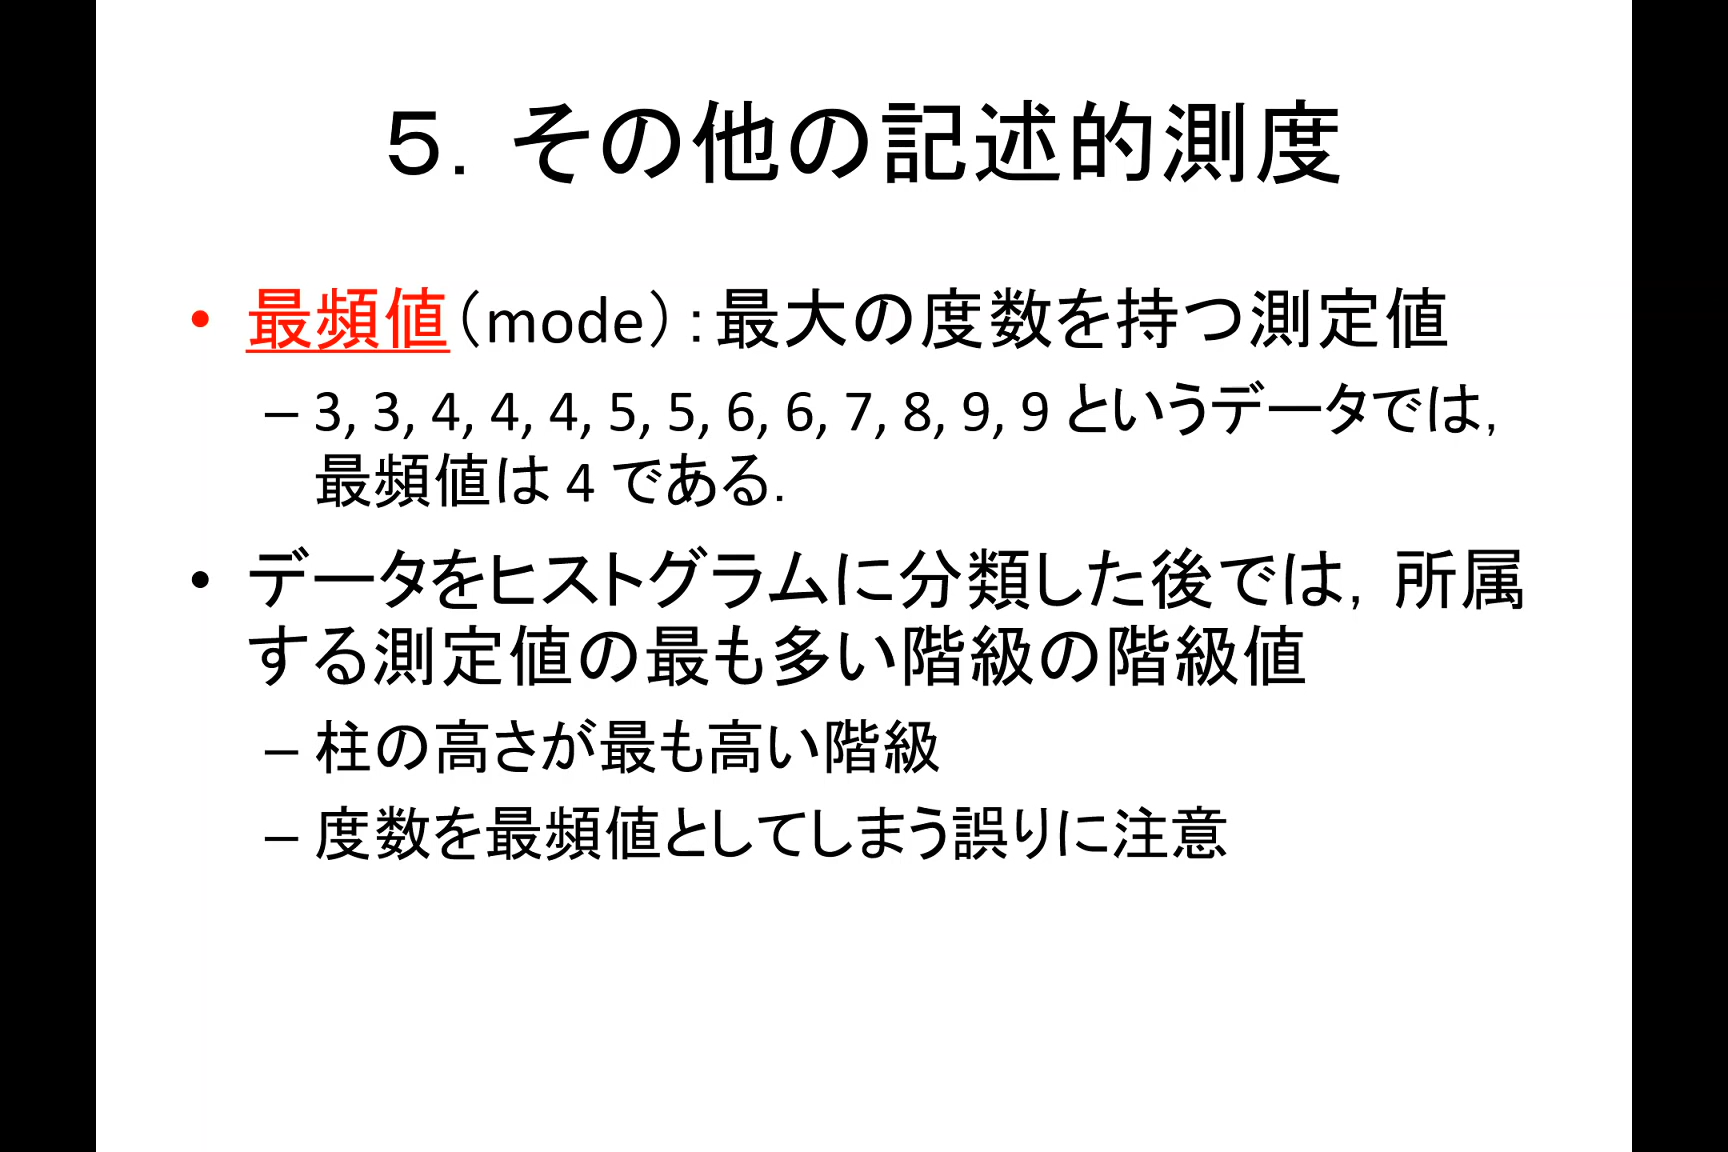 ５．その他の記述的測度
• 最頻値（mode）：最大の度数を持つ測定値
– 3, 3, 4, 4, 4, 5, 5, 6, 6, 7, 8, 9, 9 というデータでは，
最頻値は 4 である．
• データをヒストグラムに分類した後では，所属
する測定値の最も多い階級の階級値
– 柱の高さが最も高い階級
– 度数を最頻値としてしまう誤りに注意